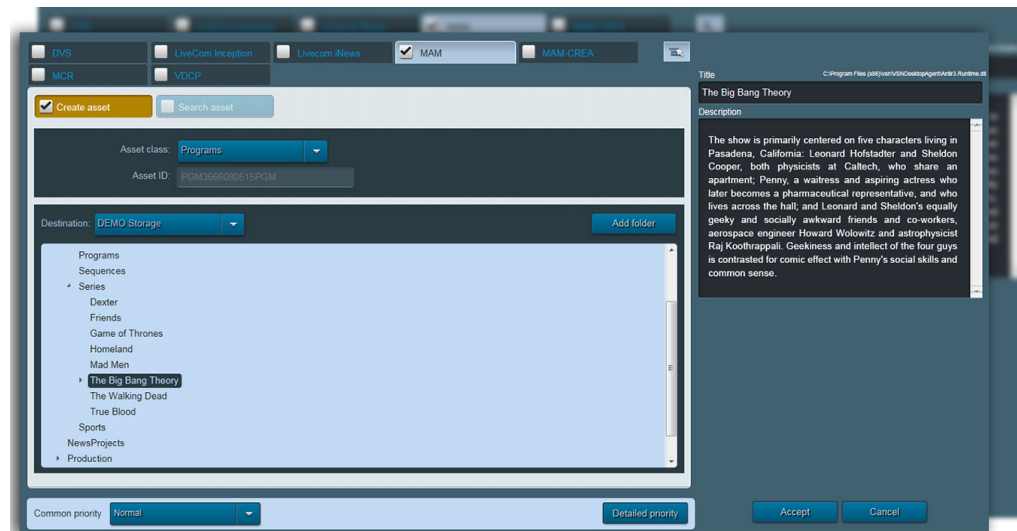 DVS
LiveCom Inception
Livecom iNews
MAM
MAM-CREA
MCR
VDCP
Create asset
Search asset
Asset class: Programs
Asset ID: PGM3666080515PGM
Destination: DEMO Storage
Add folder
Programs
Sequences
Series
Dexter
Friends
Game of Thrones
Homeland
Mad Men
The Big Bang Theory
The Walking Dead
True Blood
Sports
NewsProjects
Production
Common priority Normal
Detailed priority
Title C:\Program Files (x86)\vsn\VSNDesktopAgent\Antlr3.Runtime.dll
The Big Bang Theory
Description
The show is primarily centered on five characters living in
Pasadena, California: Leonard Hofstadter and Sheldon
Cooper, both physicists at Caltech, who share an
apartment; Penny, a waitress and aspiring actress who
later becomes a pharmaceutical representative, and who
lives across the hall; and Leonard and Sheldon's equally
geeky and socially awkward friends and co-workers,
aerospace engineer Howard Wolowitz and astrophysicist
Raj Koothrappali. Geekiness and intellect of the four guys
is contrasted for comic effect with Penny's social skills and
common sense.
Accept
Cancel